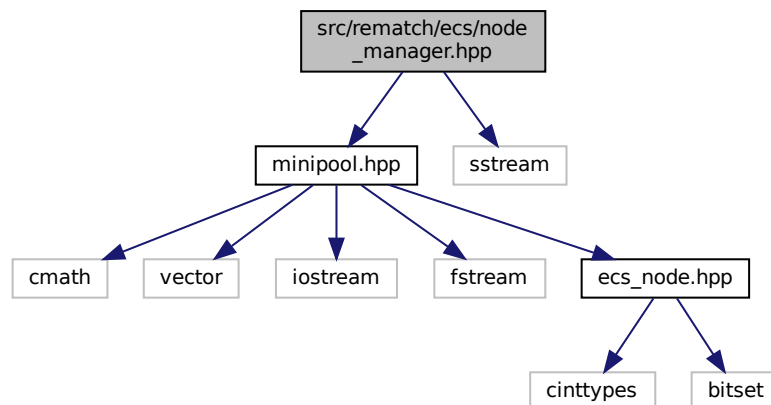 src/rematch/ecs/node
_manager.hpp
minipool.hpp
sstream
cmath
vector
iostream
fstream
ecs_node.hpp
cinttypes
bitset